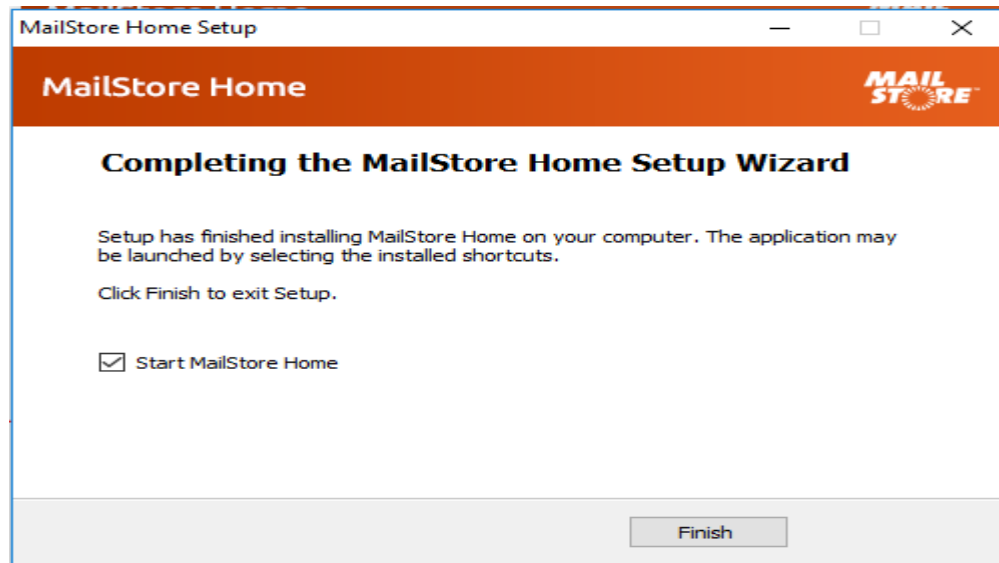 MailStore Home Setup
MailStore Home
MAIL
STORE
Completing the MailStore Home Setup Wizard
Setup has finished installing MailStore Home on your computer. The application may
be launched by selecting the installed shortcuts.
Click Finish to exit Setup.
Start MailStore Home
Finish